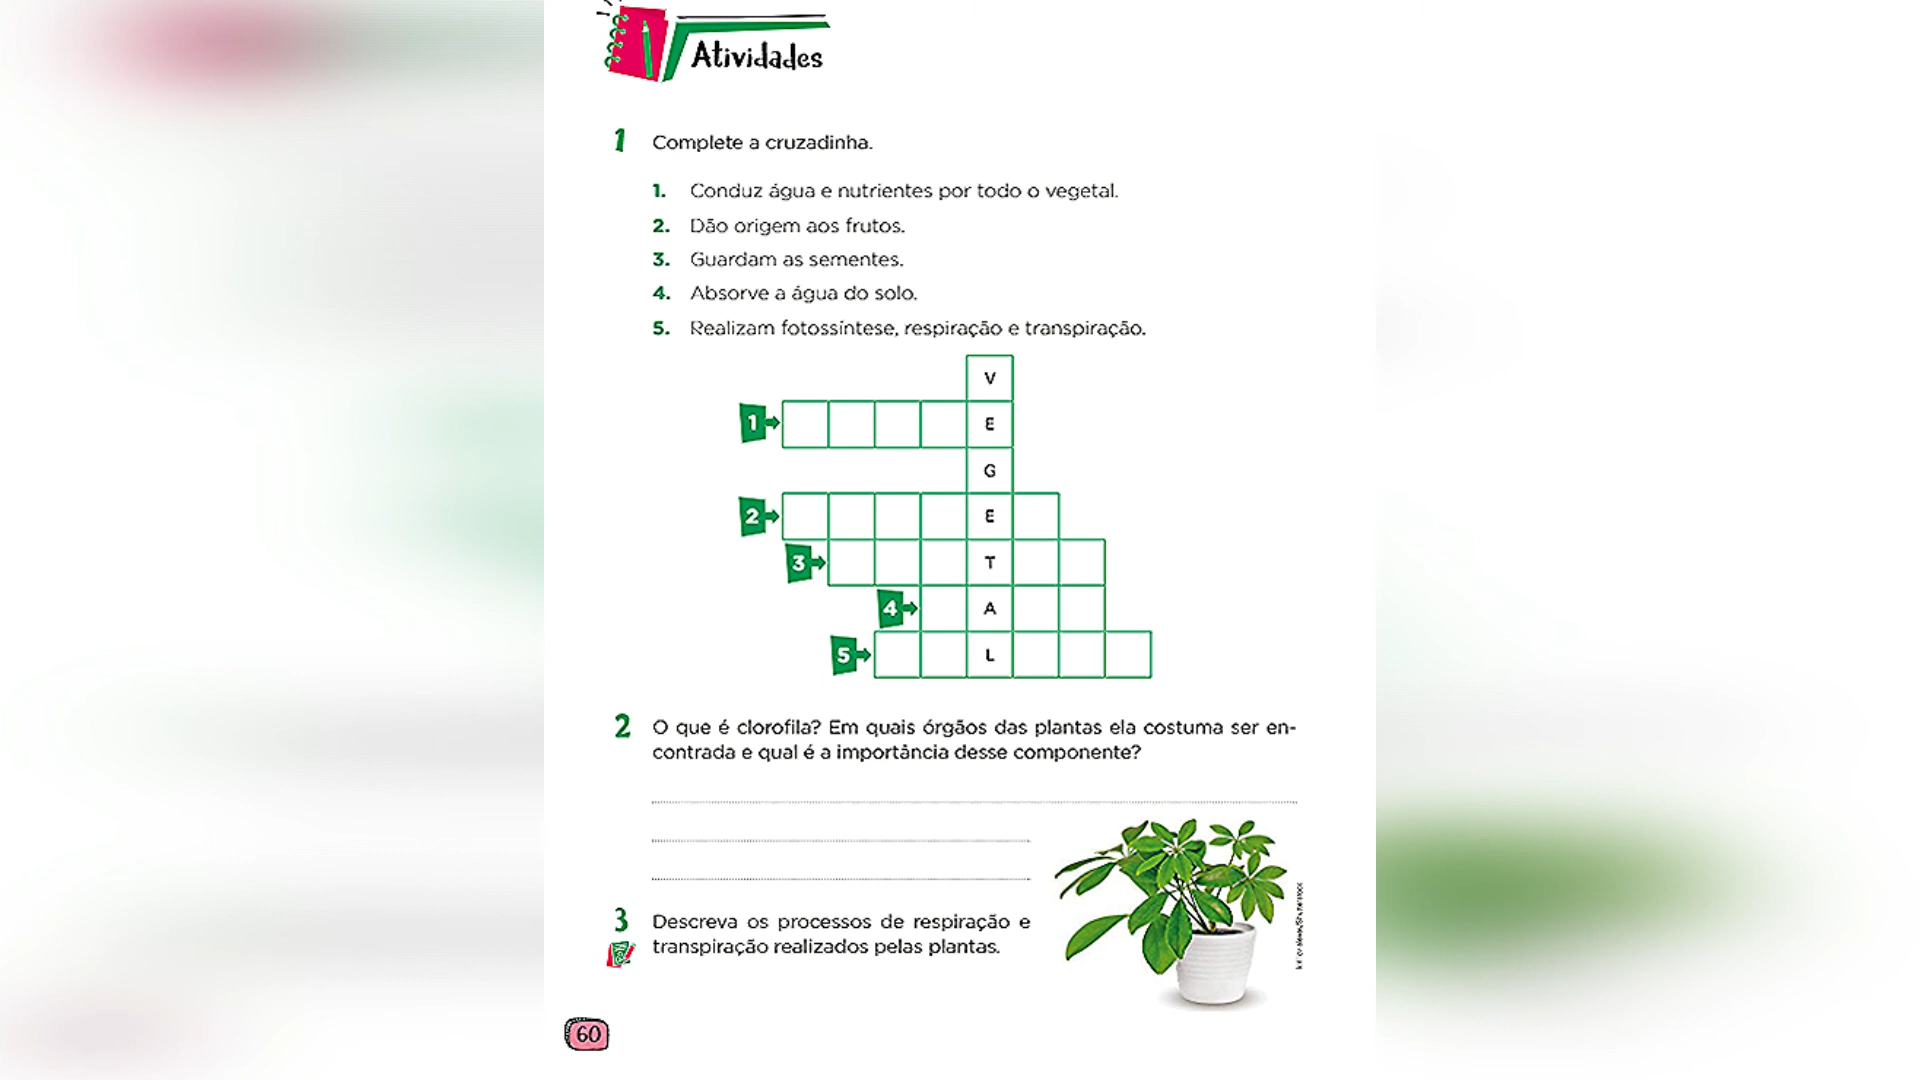 Atividades
1 Complete a cruzadinha.
1. Conduz água e nutrientes por todo o vegetal.
2. Dão origem aos frutos.
3. Guardam as sementes.
4. Absorve a água do solo.
5. Realizam fotossíntese, respiração e transpiração.
V
1 E
G
2 E
3 T
4 A
5 L
2 O que é clorofila? Em quais órgãos das plantas ela costuma ser en-
contrada e qual é a importância desse componente?
3 Descreva os processos de respiração e
transpiração realizados pelas plantas.
60